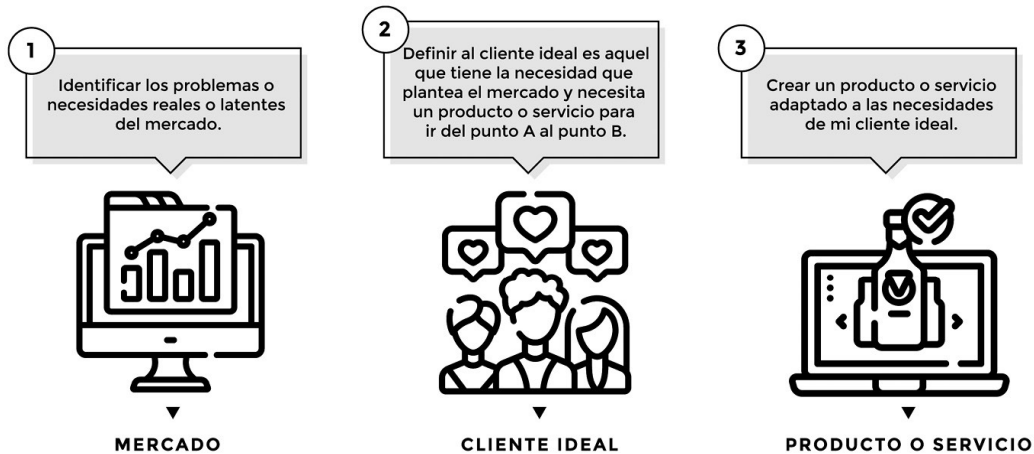 1
Identificar los problemas o
necesidades reales o latentes
del mercado.
MERCADO
2
Definir al cliente ideal es aquel
que tiene la necesidad que
plantea el mercado y necesita
un producto o servicio para
ir del punto A al punto B.
CLIENTE IDEAL
3
Crear un producto o servicio
adaptado a las necesidades
de mi cliente ideal.
PRODUCTO O SERVICIO